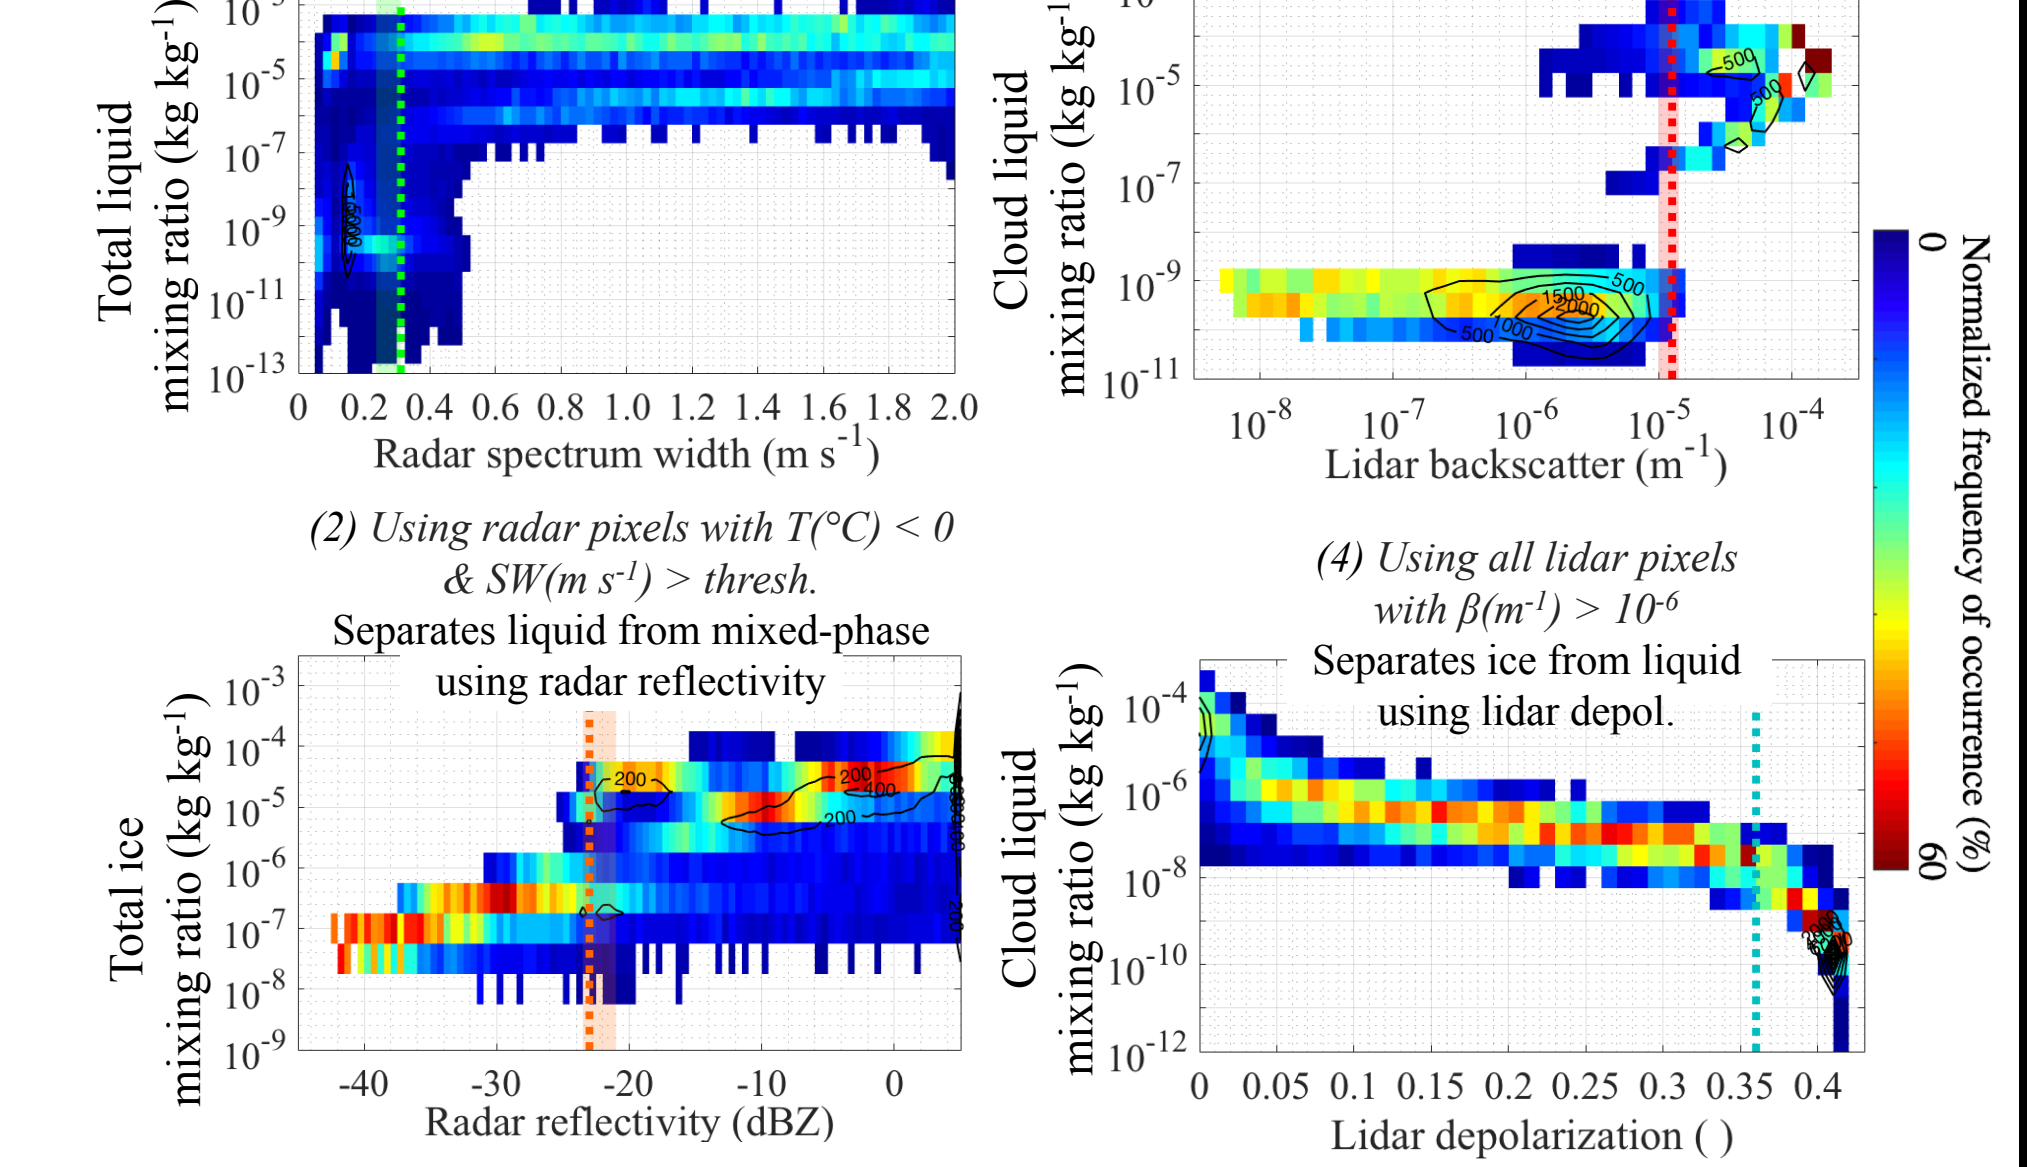 Total liquid
mixing ratio (kg kg-1)
10-5
10-7
10-9
10-11
10-13
5000
0 0.2 0.4 0.6 0.8 1.0 1.2 1.4 1.6 1.8 2.0
Radar spectrum width (m s-1)
Cloud liquid
mixing ratio (kg kg-1)
10-5
10-7
10-9
10-11
500
500
500
1500
2000
1000
500
10-8 10-7 10-6 10-5 10-4
Lidar backscatter (m-1)
0
60
Normalized frequency of occurrence (%)
(2) Using radar pixels with T(°C) < 0
& SW(m s-1) > thresh.
Separates liquid from mixed-phase
using radar reflectivity
Total ice
mixing ratio (kg kg-1)
10-3
10-4
10-5
10-6
10-7
10-8
10-9
200
200
400
200
200
-40 -30 -20 -10 0
Radar reflectivity (dBZ)
(4) Using all lidar pixels
with β(m-1) > 10-6
Separates ice from liquid
using lidar depol.
Cloud liquid
mixing ratio (kg kg-1)
10-4
10-6
10-8
10-10
10-12
0 0.05 0.1 0.15 0.2 0.25 0.3 0.35 0.4
Lidar depolarization ( )